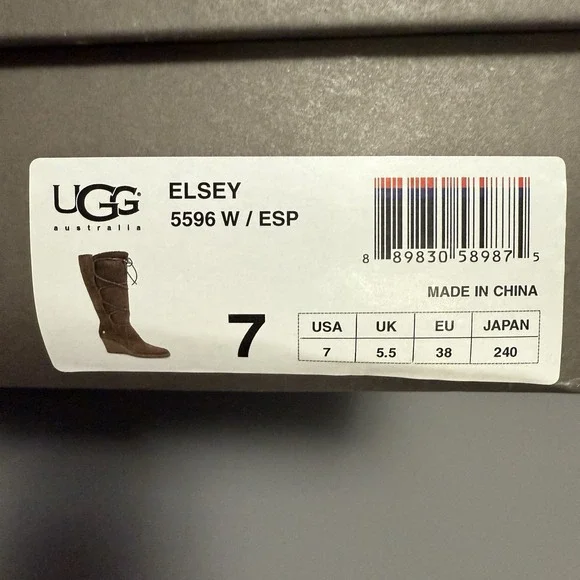 UGG®
australia
ELSEY
5596 W / ESP
8 89830 58987 5
MADE IN CHINA
7
USA UK EU JAPAN
7 5.5 38 240